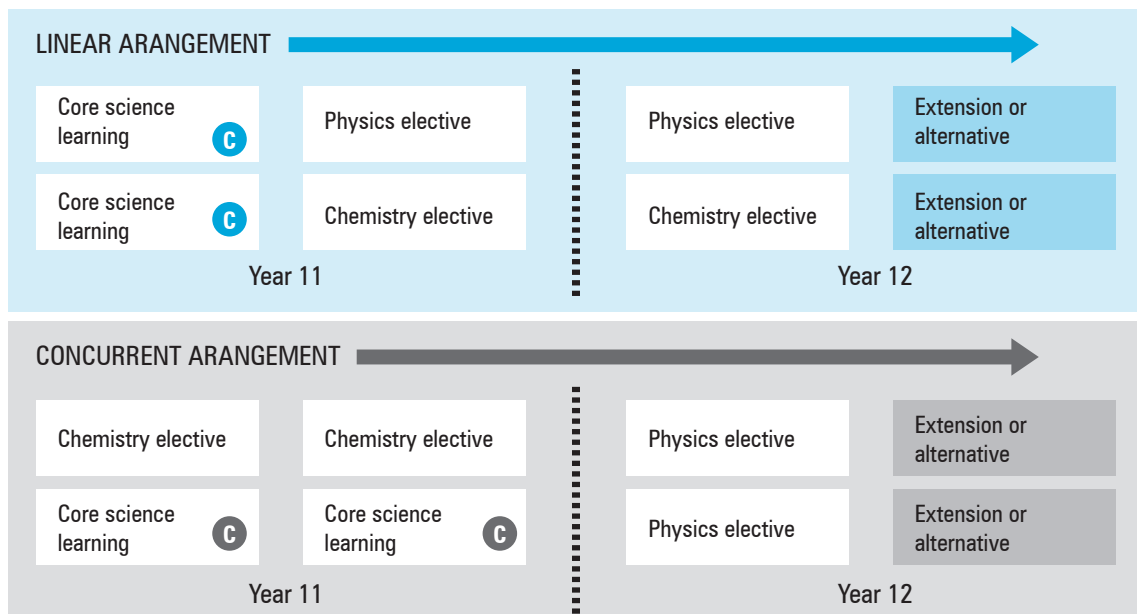 LINEAR ARANGEMENT
Core science
learning
C
Physics elective
Physics elective
Extension or
alternative
Core science
learning
C
Chemistry elective
Chemistry elective
Extension or
alternative
Year 11
Year 12
CONCURRENT ARANGEMENT
Chemistry elective
Chemistry elective
Physics elective
Extension or
alternative
Core science
learning
C
Core science
learning
C
Physics elective
Extension or
alternative
Year 11
Year 12